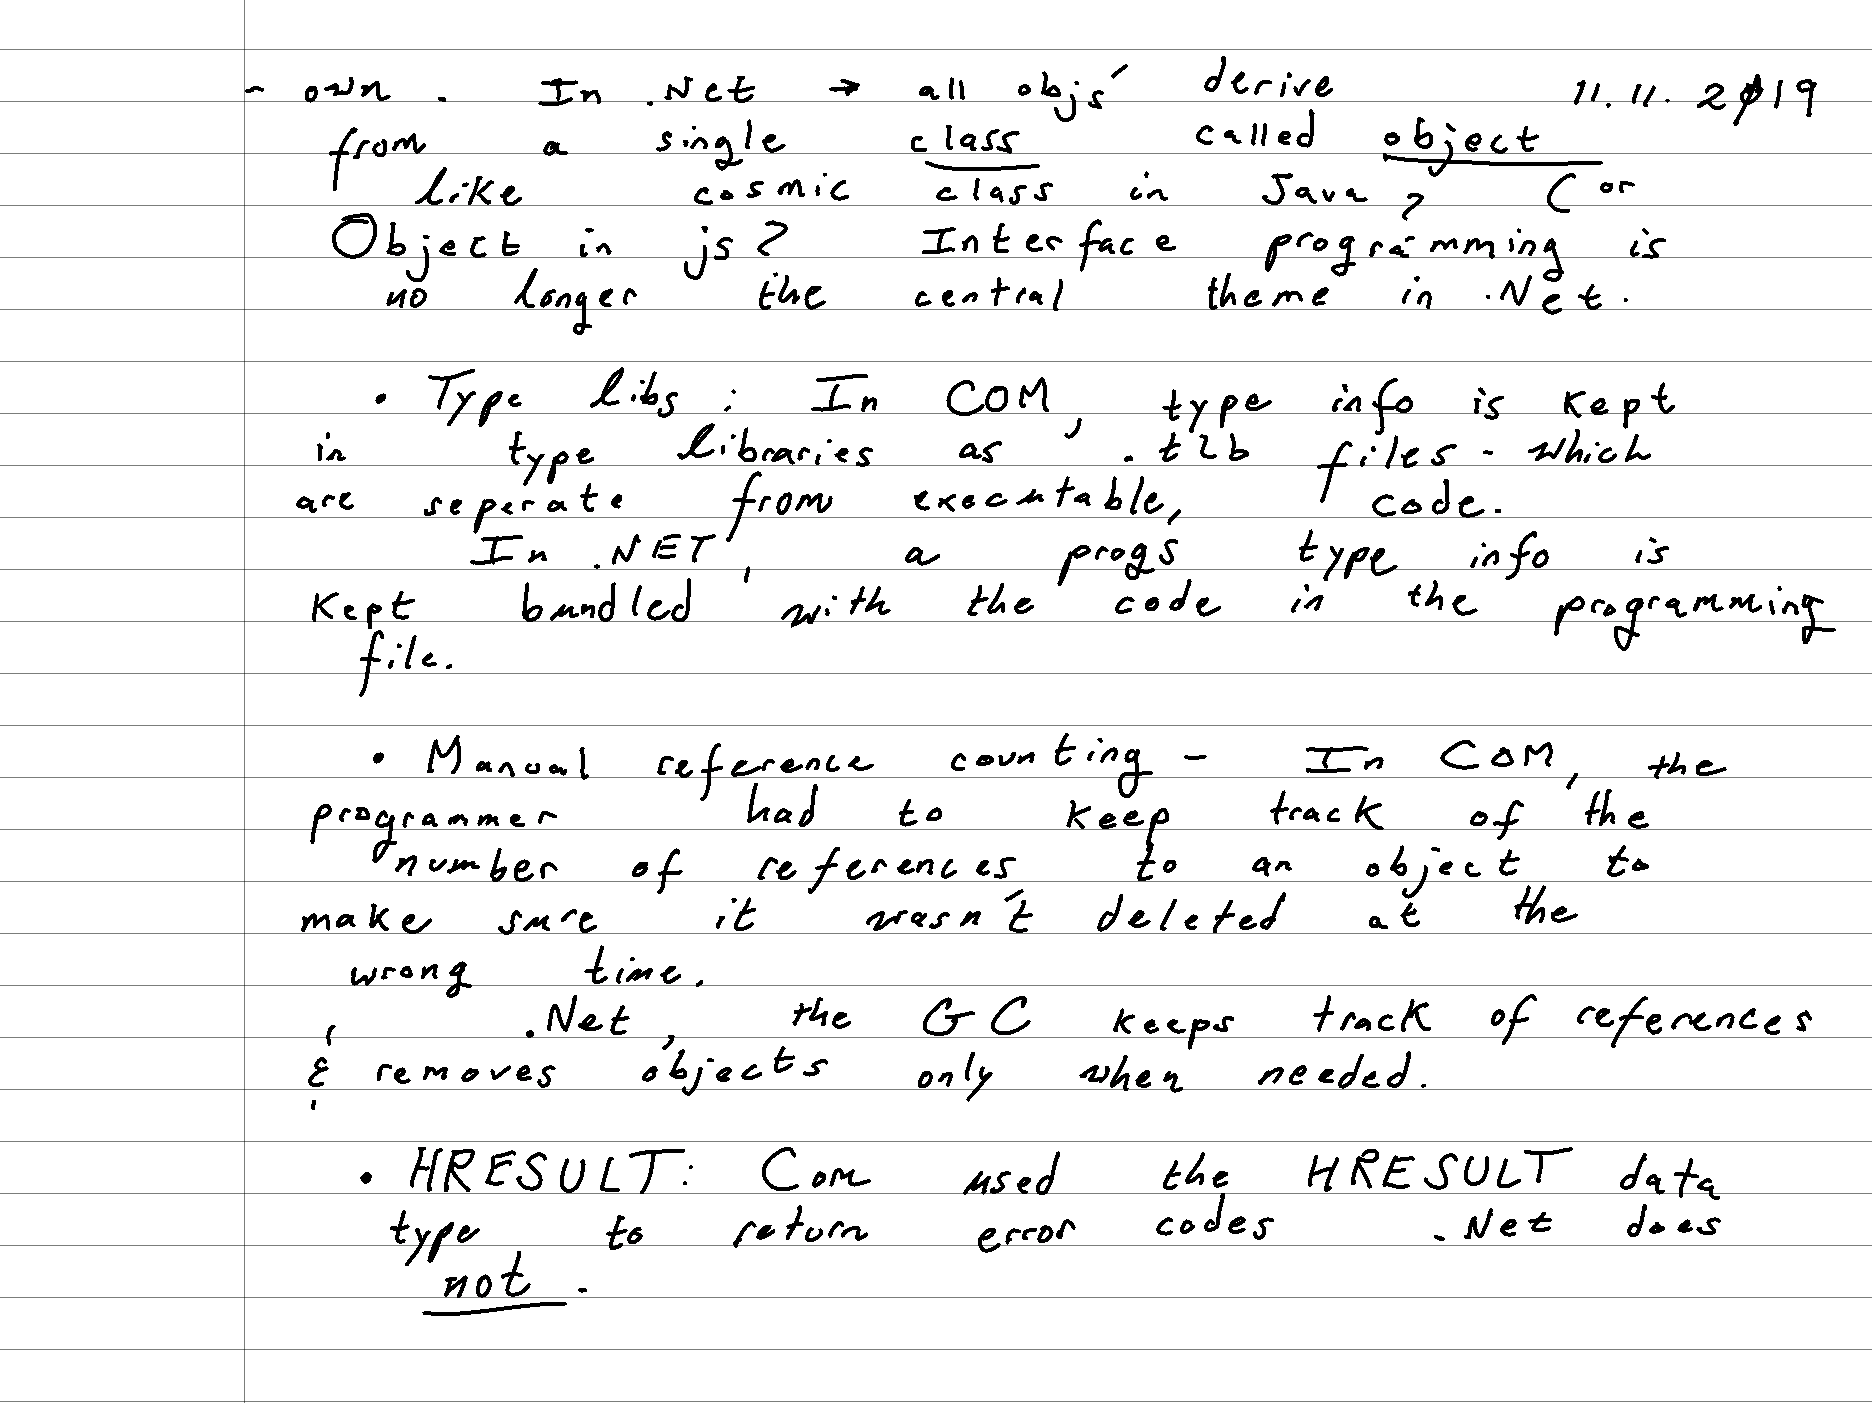 - own. In .Net → all objs' derive 11.11.2019
from a single class called object
like cosmic class in Java? (or
Object in js? Interface programming is
no longer the central theme in .Net.
• Type libs: In COM, type info is kept
in type libraries as .tlb files - which
are seperate from executable, code.
In .NET, a progs type info is
kept bundled with the code in the programming
file.
• Manual reference counting - In COM, the
programmer had to keep track of the
number of references to an object to
make sure it wasn't deleted at the
wrong time.
.Net, the GC keeps track of references
& removes objects only when needed.
• HRESULT: Com used the HRESULT data
type to return error codes .Net does
not.